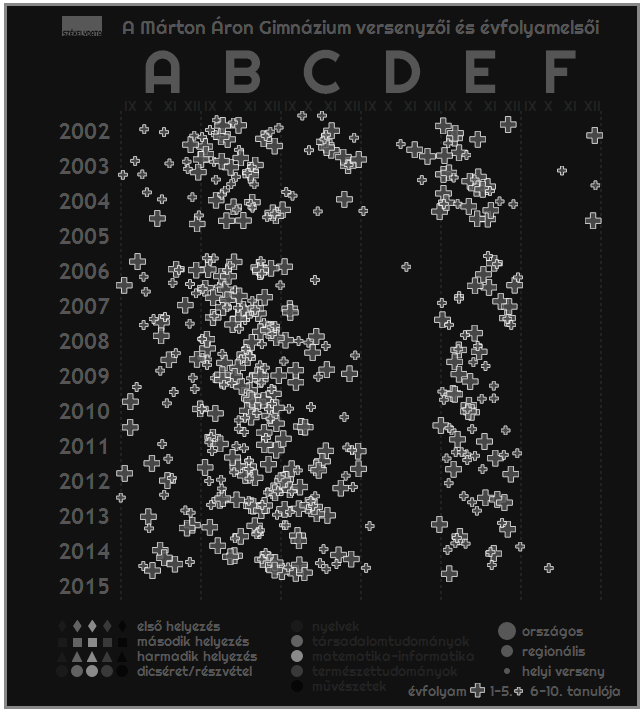 SZÉKELYDATA
A Márton Áron Gimnázium versenyzői és évfolyamelsői
A B C D E F
IX X XI XII IX X XI XII IX X XI XII IX X XI XII IX X XI XII IX X XI XII
2002
2003
2004
2005
2006
2007
2008
2009
2010
2011
2012
2013
2014
2015
első helyezés
második helyezés
harmadik helyezés
dicséret/részvétel
nyelvek
társadalomtudományok
matematika-informatika
természettudományok
művészetek
országos
regionális
helyi verseny
évfolyam 1-5. 6-10. tanulója